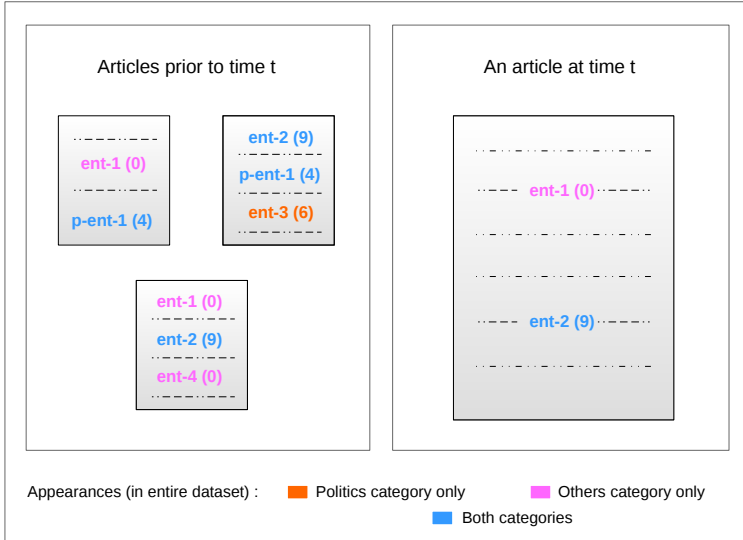 Articles prior to time t
ent-1 (0)
p-ent-1 (4)
ent-2 (9)
p-ent-1 (4)
ent-3 (6)
ent-1 (0)
ent-2 (9)
ent-4 (0)
An article at time t
ent-1 (0)
ent-2 (9)
Appearances (in entire dataset) : Politics category only Others category only
Both categories